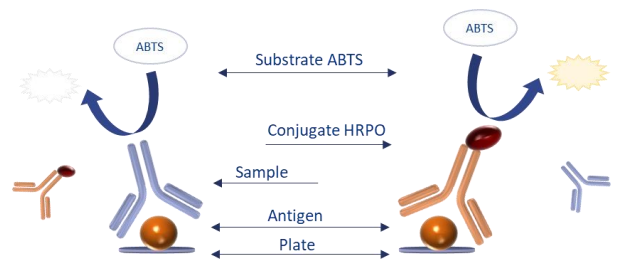 ABTS
ABTS
Substrate ABTS
Conjugate HRPO
Sample
Antigen
Plate